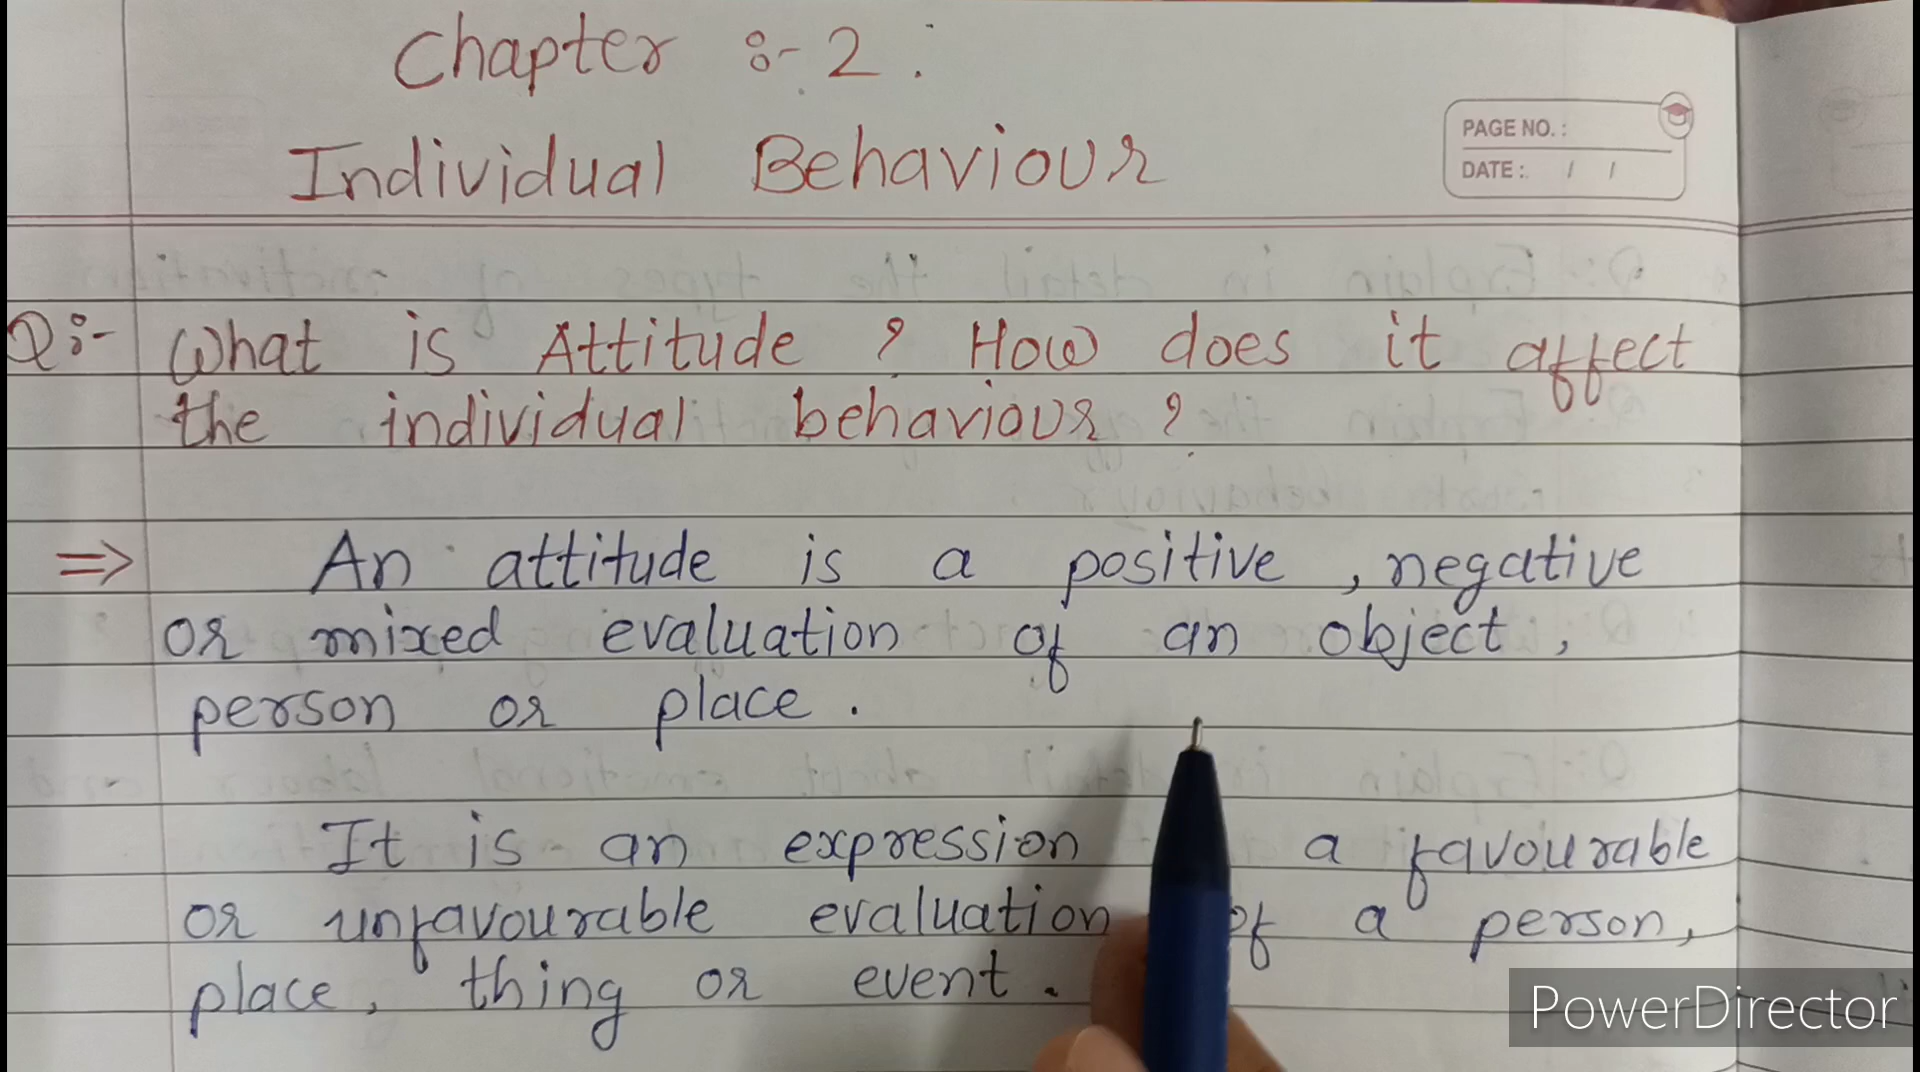 Chapter :- 2 :
Individual Behaviour
PAGE NO. :
DATE : / /
Q:- What is Attitude ? How does it affect
the individual behaviour ?
⇒ An attitude is a positive , negative
or mixed evaluation of an object ,
person or place .
It is an expression a favourable
or unfavourable evaluation of a person ,
place , thing or event .
PowerDirector